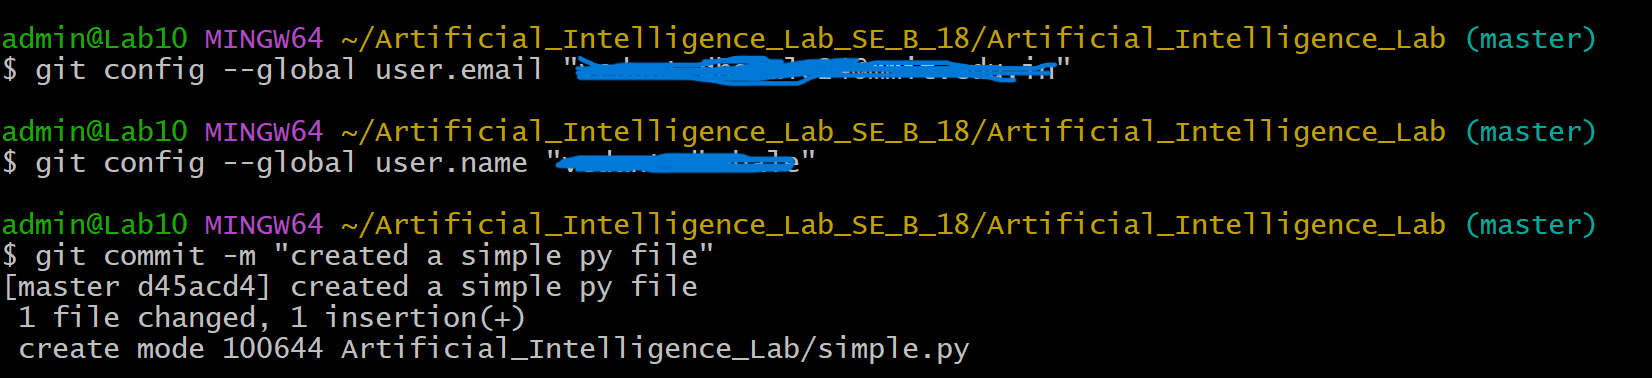 admin@Lab10 MINGW64 ~/Artificial_Intelligence_Lab_SE_B_18/Artificial_Intelligence_Lab (master)
$ git config --global user.email "
admin@Lab10 MINGW64 ~/Artificial_Intelligence_Lab_SE_B_18/Artificial_Intelligence_Lab (master)
$ git config --global user.name "
admin@Lab10 MINGW64 ~/Artificial_Intelligence_Lab_SE_B_18/Artificial_Intelligence_Lab (master)
$ git commit -m "created a simple py file"
[master d45acd4] created a simple py file
1 file changed, 1 insertion(+)
create mode 100644 Artificial_Intelligence_Lab/simple.py